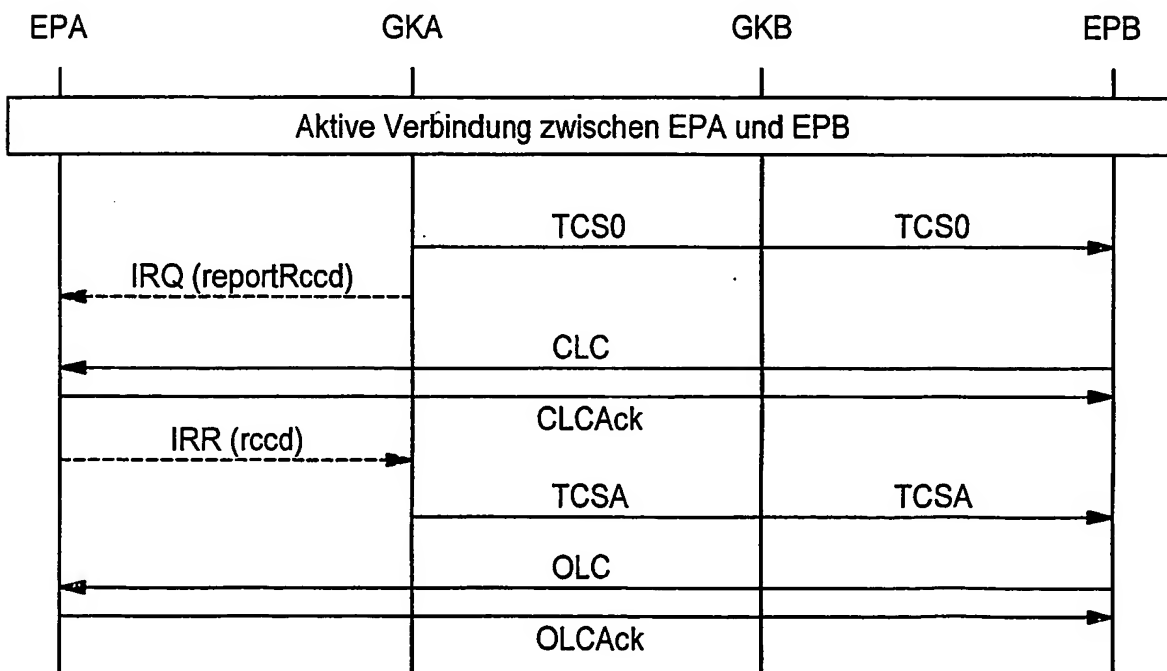 EPA GKA GKB EPB
Aktive Verbindung zwischen EPA und EPB
TCS0 TCS0
IRQ (reportRccd)
CLC
CLCAck
IRR (rccd)
TCSA TCSA
OLC
OLCAck